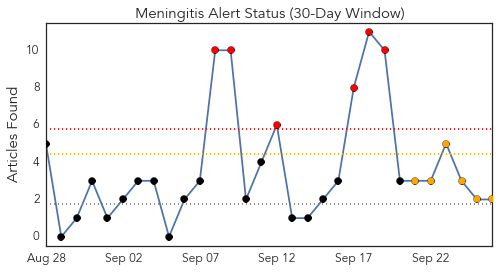 Meningitis Alert Status (30-Day Window)
Articles Found
10
8
6
4
2
0
Aug 28
Sep 02
Sep 07
Sep 12
Sep 17
Sep 22